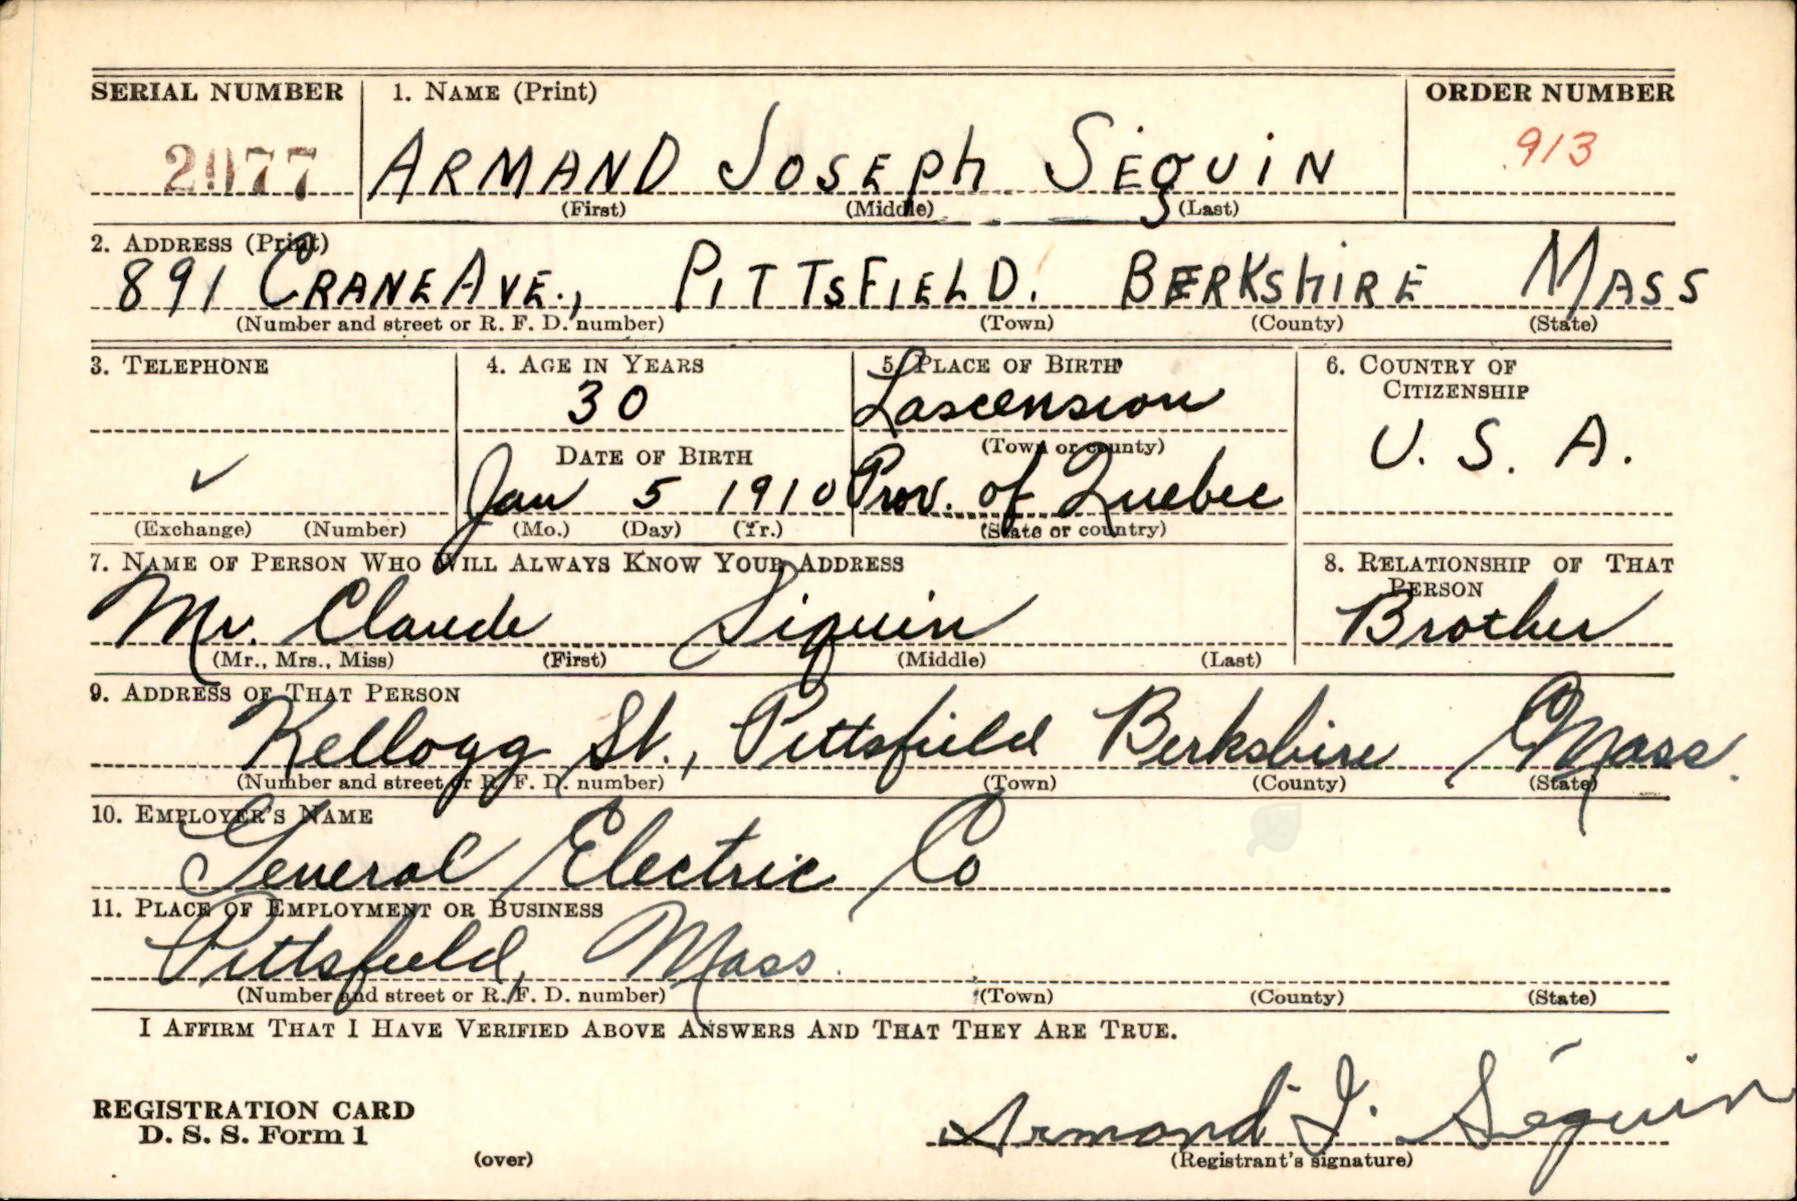 SERIAL NUMBER 1. NAME (Print) ORDER NUMBER
2977 ARMAND JOSEPH SÉGUIN 913
(First) (Middle) (Last)
2. ADDRESS (Print)
891 CRANE AVE., PITTSFIELD. BERKSHIRE MASS
(Number and street or R. F. D. number) (Town) (County) (State)
3. TELEPHONE 4. AGE IN YEARS 5. PLACE OF BIRTH 6. COUNTRY OF
CITIZENSHIP
30 Lascension
(Town or county)
DATE OF BIRTH U. S. A.
Jan 5 1910 Prov. of Quebec
(Exchange) (Number) (Mo.) (Day) (Yr.) (State or country)
7. NAME OF PERSON WHO WILL ALWAYS KNOW YOUR ADDRESS 8. RELATIONSHIP OF THAT
PERSON
Mr. Claude Siguin Brother
(Mr., Mrs., Miss) (First) (Middle) (Last)
9. ADDRESS OF THAT PERSON
Kellogg St., Pittsfield Berkshire Mass.
(Number and street or R. F. D. number) (Town) (County) (State)
10. EMPLOYER'S NAME
General Electric Co
11. PLACE OF EMPLOYMENT OR BUSINESS
Pittsfield, Mass.
(Number and street or R. F. D. number) (Town) (County) (State)
I AFFIRM THAT I HAVE VERIFIED ABOVE ANSWERS AND THAT THEY ARE TRUE.
REGISTRATION CARD
D. S. S. Form 1 Armand J. Séguin
(over) (Registrant's signature)